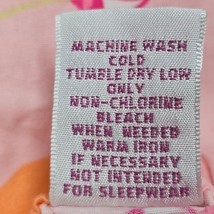 MACHINE WASH
COLD
TUMBLE DRY LOW
ONLY
NON-CHLORINE
BLEACH
WHEN NEEDED
WARM IRON
IF NECESSARY
NOT INTENDED
FOR SLEEPWEAR